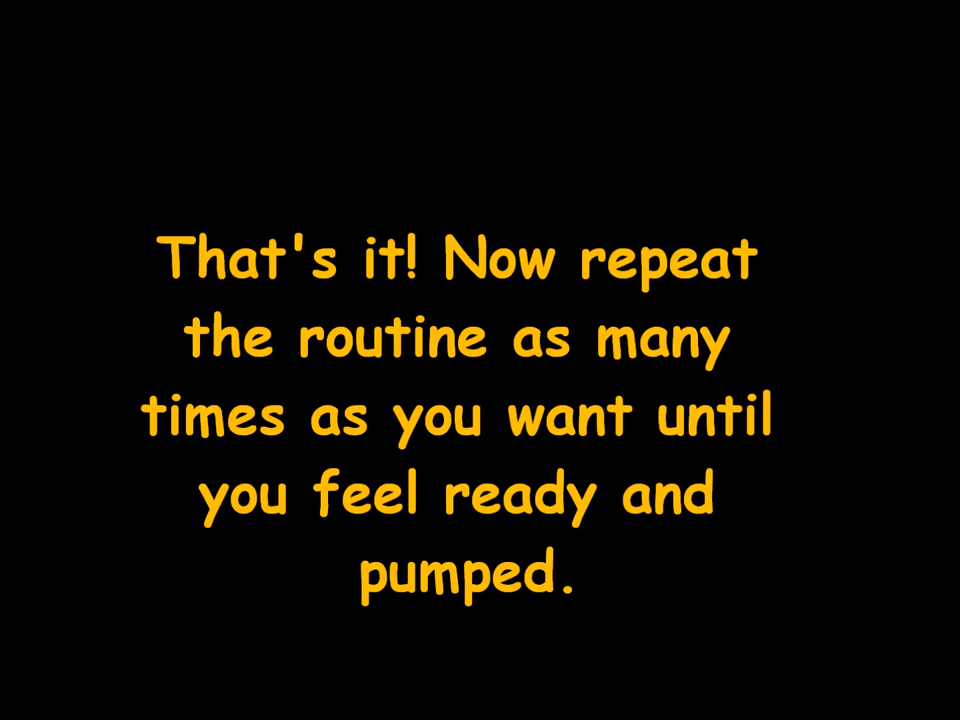 That's it! Now repeat
the routine as many
times as you want until
you feel ready and
pumped.